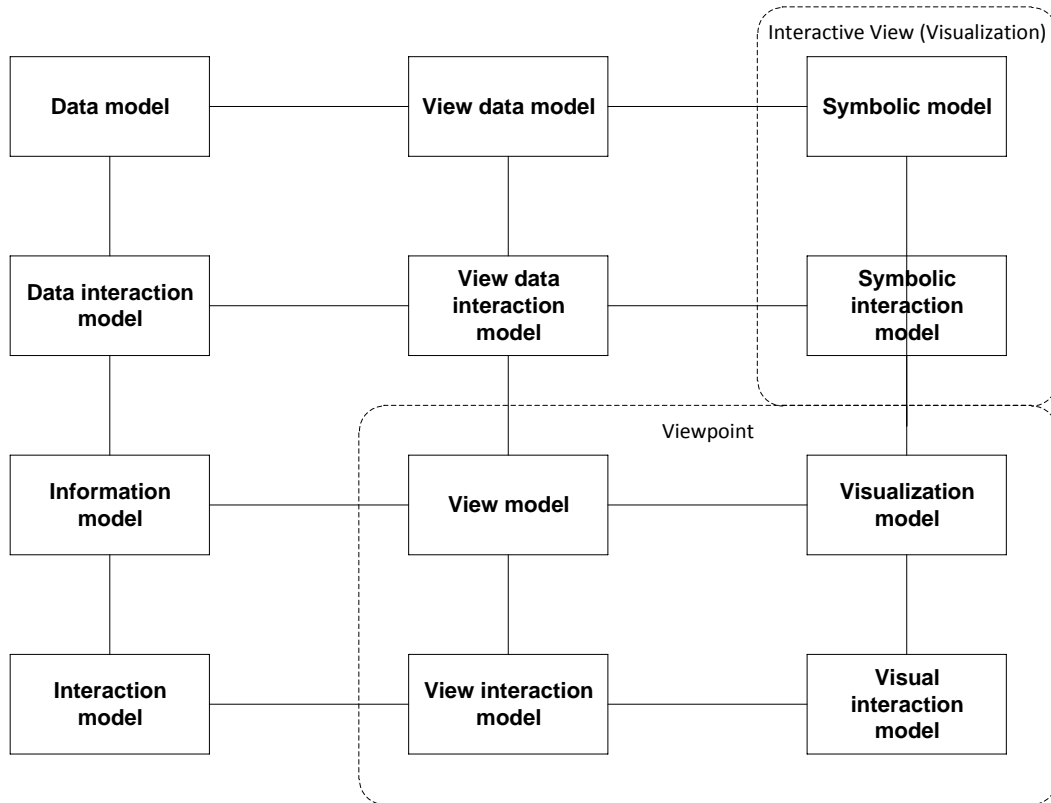 Interactive View (Visualization)
Data model
View data model
Symbolic model
Data interaction
model
View data
interaction
model
Symbolic
interaction
model
Viewpoint
Information
model
View model
Visualization
model
Interaction
model
View interaction
model
Visual
interaction
model